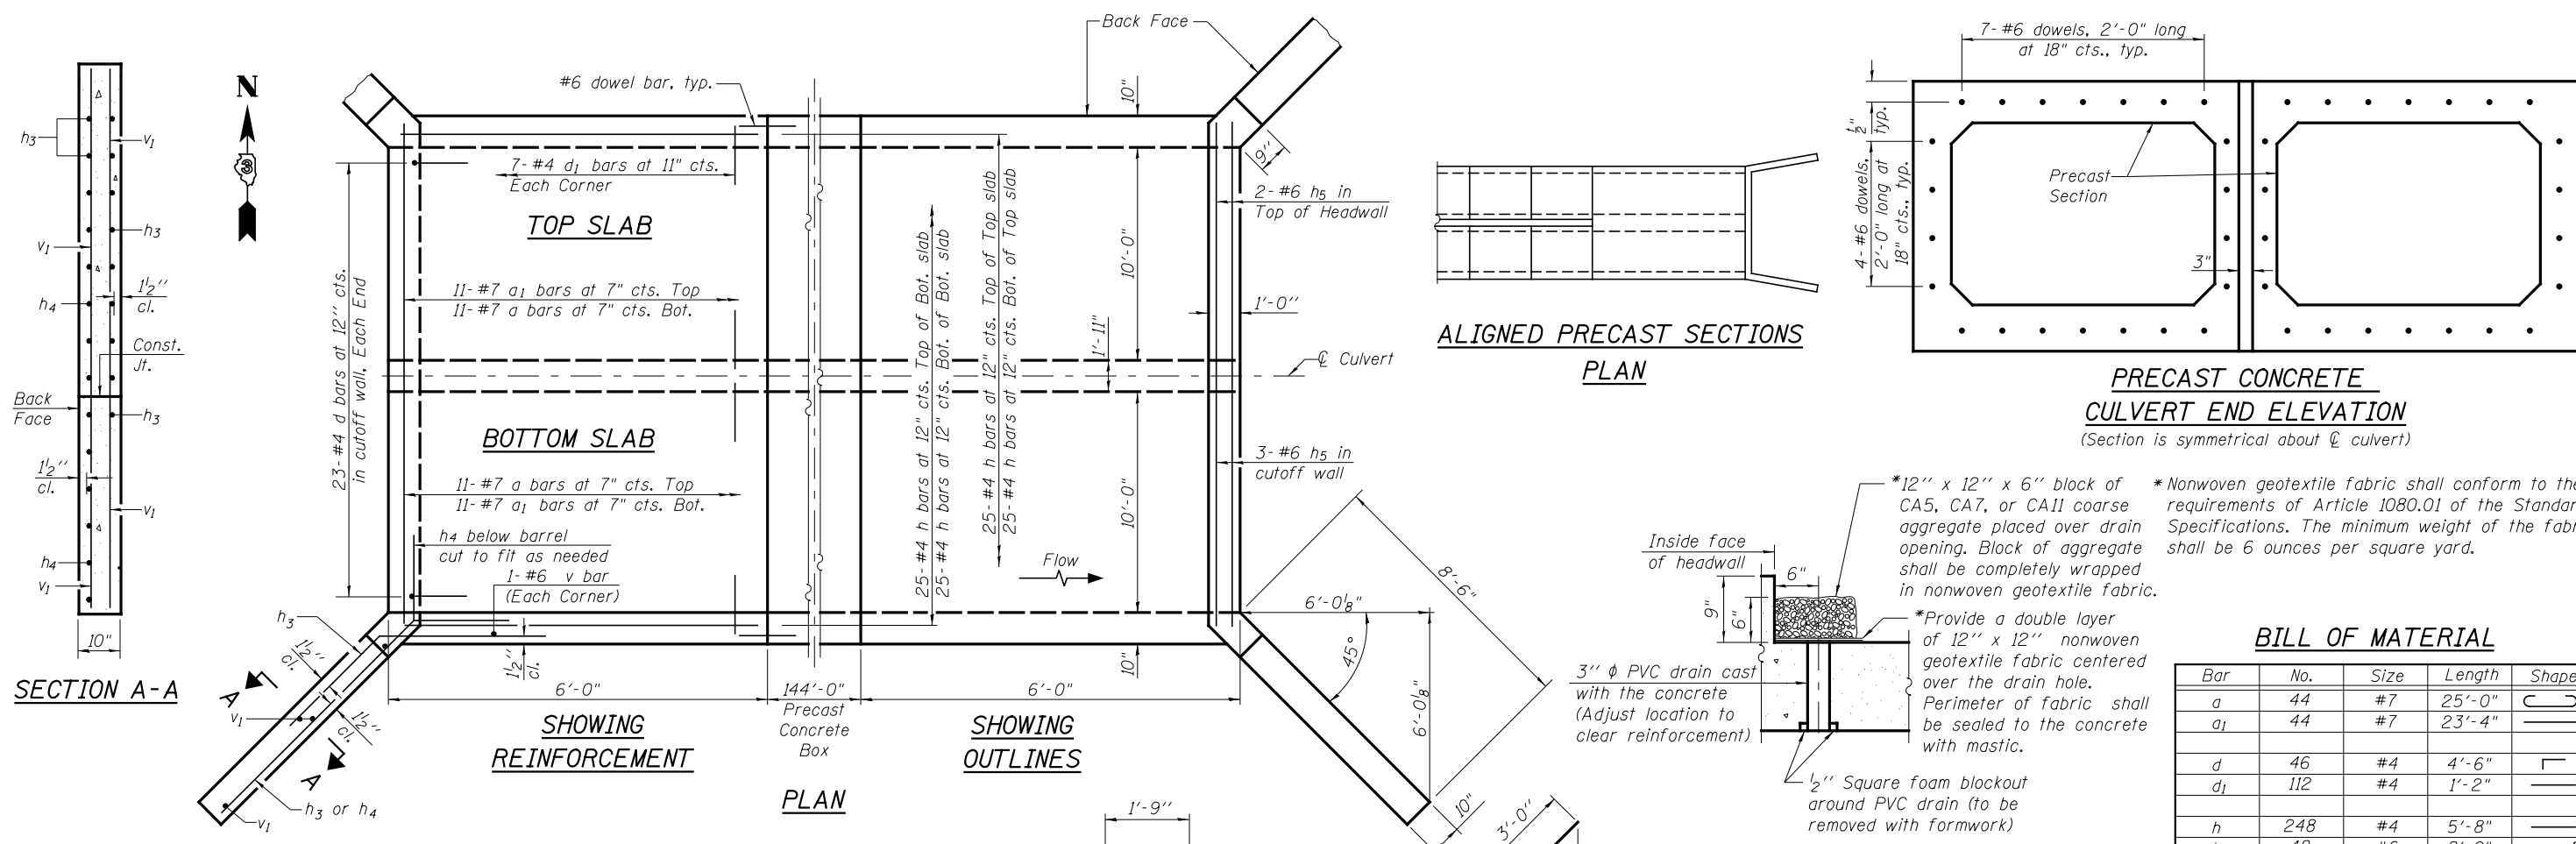 h3
v1
v1
h3
h4
1½" cl.
Const. Jt.
Back Face
h3
1½" cl.
v1
h4
v1
10"
SECTION A-A
N
3
Back Face
#6 dowel bar, typ.
10"
9"
7-#4 d1 bars at 11" cts.
Each Corner
TOP SLAB
2-#6 h5 in
Top of Headwall
23-#4 d bars at 12" cts.
in cutoff wall, Each End
11-#7 a1 bars at 7" cts. Top
11-#7 a bars at 7" cts. Bot.
25-#4 h bars at 12" cts. Top of Bot. slab
25-#4 h bars at 12" cts. Bot. of Bot. slab
25-#4 h bars at 12" cts. Top of Top slab
25-#4 h bars at 12" cts. Bot. of Top slab
10'-0"
1'-0"
1'-11"
℄ Culvert
BOTTOM SLAB
3-#6 h5 in
cutoff wall
11-#7 a bars at 7" cts. Top
11-#7 a1 bars at 7" cts. Bot.
10'-0"
h4 below barrel
cut to fit as needed
1-#6 v bar
(Each Corner)
Flow
8'-6"
6'-0⅛"
45°
6'-0⅛"
h3
1½" cl.
1½" cl.
10"
A
v1
1½" cl.
A
h3 or h4
v1
6'-0"
144'-0"
Precast
Concrete
Box
6'-0"
SHOWING
REINFORCEMENT
SHOWING
OUTLINES
PLAN
1'-9"
10"
3'-0"
ALIGNED PRECAST SECTIONS
PLAN
7-#6 dowels, 2'-0" long
at 18" cts., typ.
½" typ.
4-#6 dowels,
2'-0" long at
18" cts., typ.
Precast
Section
3"
PRECAST CONCRETE
CULVERT END ELEVATION
(Section is symmetrical about ℄ culvert)
*12" x 12" x 6" block of
CA5, CA7, or CA11 coarse
aggregate placed over drain
opening. Block of aggregate
shall be completely wrapped
in nonwoven geotextile fabric.
* Nonwoven geotextile fabric shall conform to the
requirements of Article 1080.01 of the Standar
Specifications. The minimum weight of the fabr
shall be 6 ounces per square yard.
Inside face
of headwall
6"
9"
6"
*Provide a double layer
of 12" x 12" nonwoven
geotextile fabric centered
over the drain hole.
Perimeter of fabric shall
be sealed to the concrete
with mastic.
3" ϕ PVC drain cast
with the concrete
(Adjust location to
clear reinforcement)
½" Square foam blockout
around PVC drain (to be
removed with formwork)
BILL OF MATERIAL
Bar No. Size Length Shape
a 44 #7 25'-0"
a1 44 #7 23'-4"
d 46 #4 4'-6"
d1 112 #4 1'-2"
h 248 #4 5'-8"